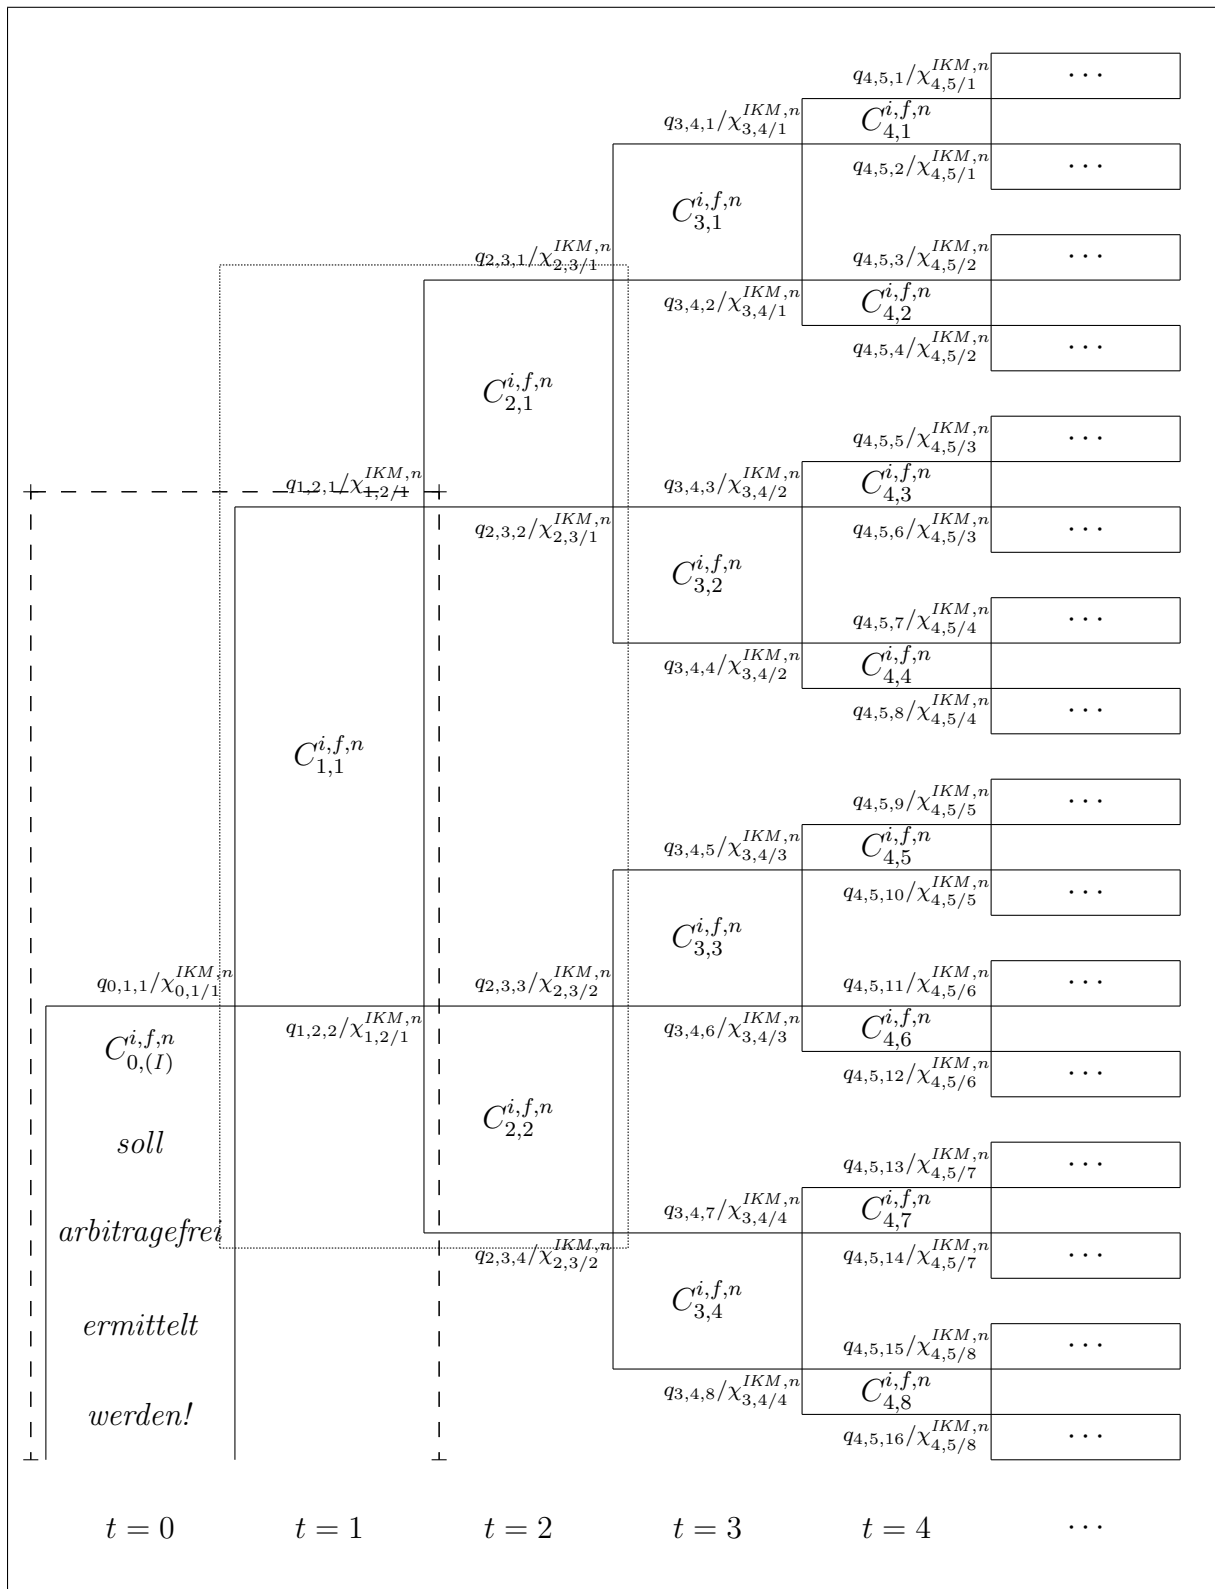 q_{4,5,1}/χ^{IKM,n}_{4,5/1}
···
q_{3,4,1}/χ^{IKM,n}_{3,4/1}
C^{i,f,n}_{4,1}
q_{4,5,2}/χ^{IKM,n}_{4,5/1}
···
C^{i,f,n}_{3,1}
q_{2,3,1}/χ^{IKM,n}_{2,3/1}
q_{4,5,3}/χ^{IKM,n}_{4,5/2}
···
q_{3,4,2}/χ^{IKM,n}_{3,4/1}
C^{i,f,n}_{4,2}
q_{4,5,4}/χ^{IKM,n}_{4,5/2}
···
C^{i,f,n}_{2,1}
q_{4,5,5}/χ^{IKM,n}_{4,5/3}
···
q_{1,2,1}/χ^{IKM,n}_{1,2/1}
q_{3,4,3}/χ^{IKM,n}_{3,4/2}
C^{i,f,n}_{4,3}
q_{2,3,2}/χ^{IKM,n}_{2,3/1}
q_{4,5,6}/χ^{IKM,n}_{4,5/3}
···
C^{i,f,n}_{3,2}
q_{4,5,7}/χ^{IKM,n}_{4,5/4}
···
q_{3,4,4}/χ^{IKM,n}_{3,4/2}
C^{i,f,n}_{4,4}
q_{4,5,8}/χ^{IKM,n}_{4,5/4}
···
C^{i,f,n}_{1,1}
q_{4,5,9}/χ^{IKM,n}_{4,5/5}
···
q_{3,4,5}/χ^{IKM,n}_{3,4/3}
C^{i,f,n}_{4,5}
q_{4,5,10}/χ^{IKM,n}_{4,5/5}
···
C^{i,f,n}_{3,3}
q_{0,1,1}/χ^{IKM,n}_{0,1/1}
q_{2,3,3}/χ^{IKM,n}_{2,3/2}
q_{4,5,11}/χ^{IKM,n}_{4,5/6}
···
C^{i,f,n}_{0,(I)}
q_{1,2,2}/χ^{IKM,n}_{1,2/1}
q_{3,4,6}/χ^{IKM,n}_{3,4/3}
C^{i,f,n}_{4,6}
q_{4,5,12}/χ^{IKM,n}_{4,5/6}
···
C^{i,f,n}_{2,2}
soll
q_{4,5,13}/χ^{IKM,n}_{4,5/7}
···
arbitragefrei
q_{3,4,7}/χ^{IKM,n}_{3,4/4}
C^{i,f,n}_{4,7}
q_{2,3,4}/χ^{IKM,n}_{2,3/2}
q_{4,5,14}/χ^{IKM,n}_{4,5/7}
···
C^{i,f,n}_{3,4}
ermittelt
q_{4,5,15}/χ^{IKM,n}_{4,5/8}
···
q_{3,4,8}/χ^{IKM,n}_{3,4/4}
C^{i,f,n}_{4,8}
werden!
q_{4,5,16}/χ^{IKM,n}_{4,5/8}
···
t = 0 t = 1 t = 2 t = 3 t = 4 ···